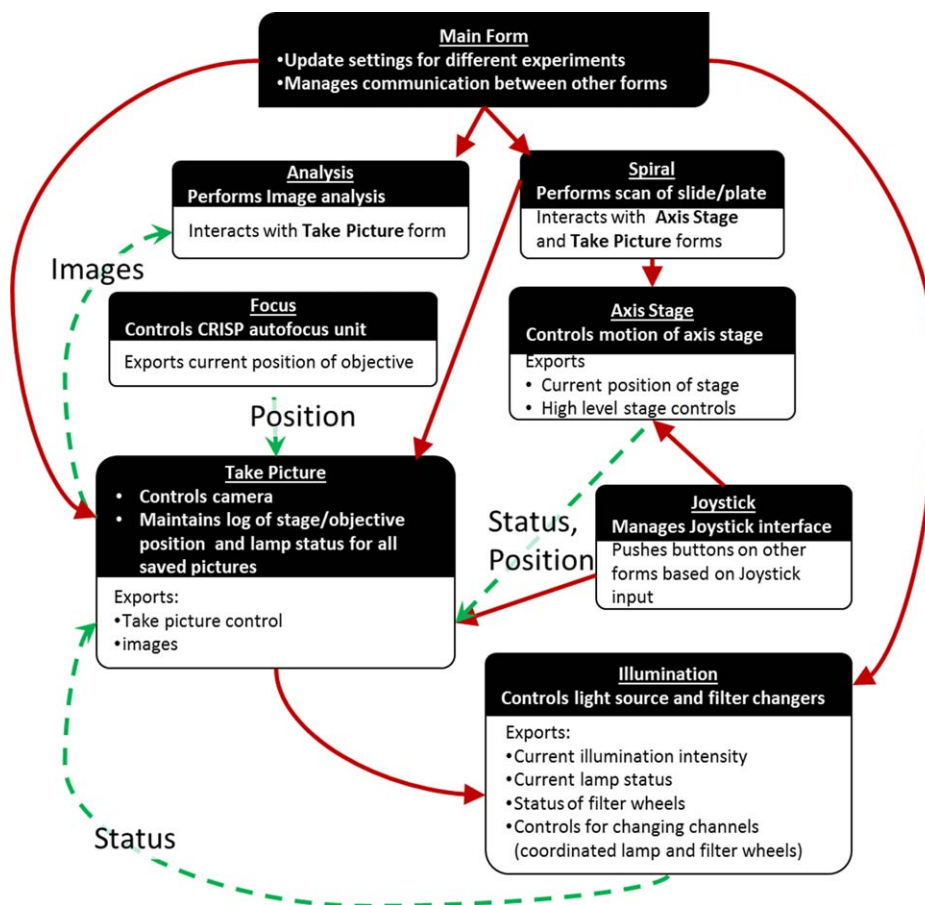 Main Form
•Update settings for different experiments
•Manages communication between other forms
Analysis
Performs Image analysis
Interacts with Take Picture form
Spiral
Performs scan of slide/plate
Interacts with Axis Stage
and Take Picture forms
Images
Focus
Controls CRISP autofocus unit
Exports current position of objective
Axis Stage
Controls motion of axis stage
Exports
• Current position of stage
• High level stage controls
Position
Take Picture
• Controls camera
• Maintains log of stage/objective
position and lamp status for all
saved pictures
Exports:
•Take picture control
•images
Status,
Position
Joystick
Manages Joystick interface
Pushes buttons on other
forms based on Joystick
input
Illumination
Controls light source and filter changers
Exports:
•Current illumination intensity
•Current lamp status
•Status of filter wheels
•Controls for changing channels
(coordinated lamp and filter wheels)
Status